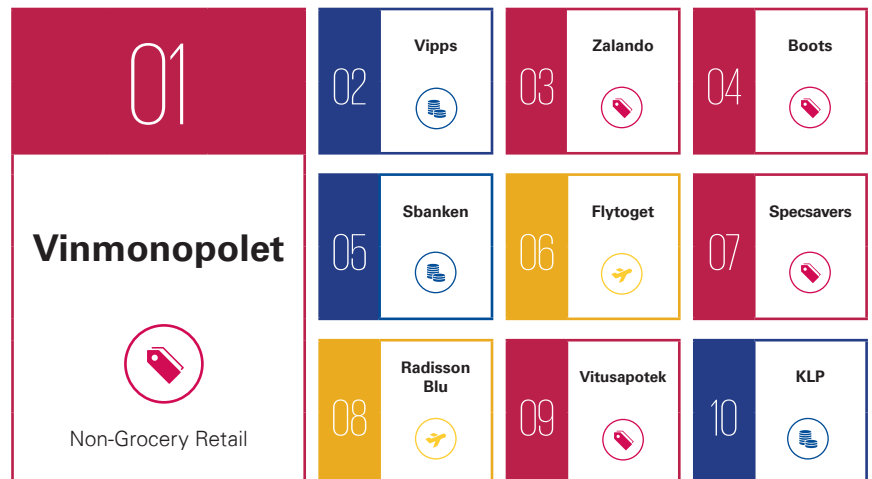 01
Vinmonopolet
Non-Grocery Retail
02
Vipps
03
Zalando
04
Boots
05
Sbanken
06
Flytoget
07
Specsavers
08
Radisson
Blu
09
Vitusapotek
10
KLP